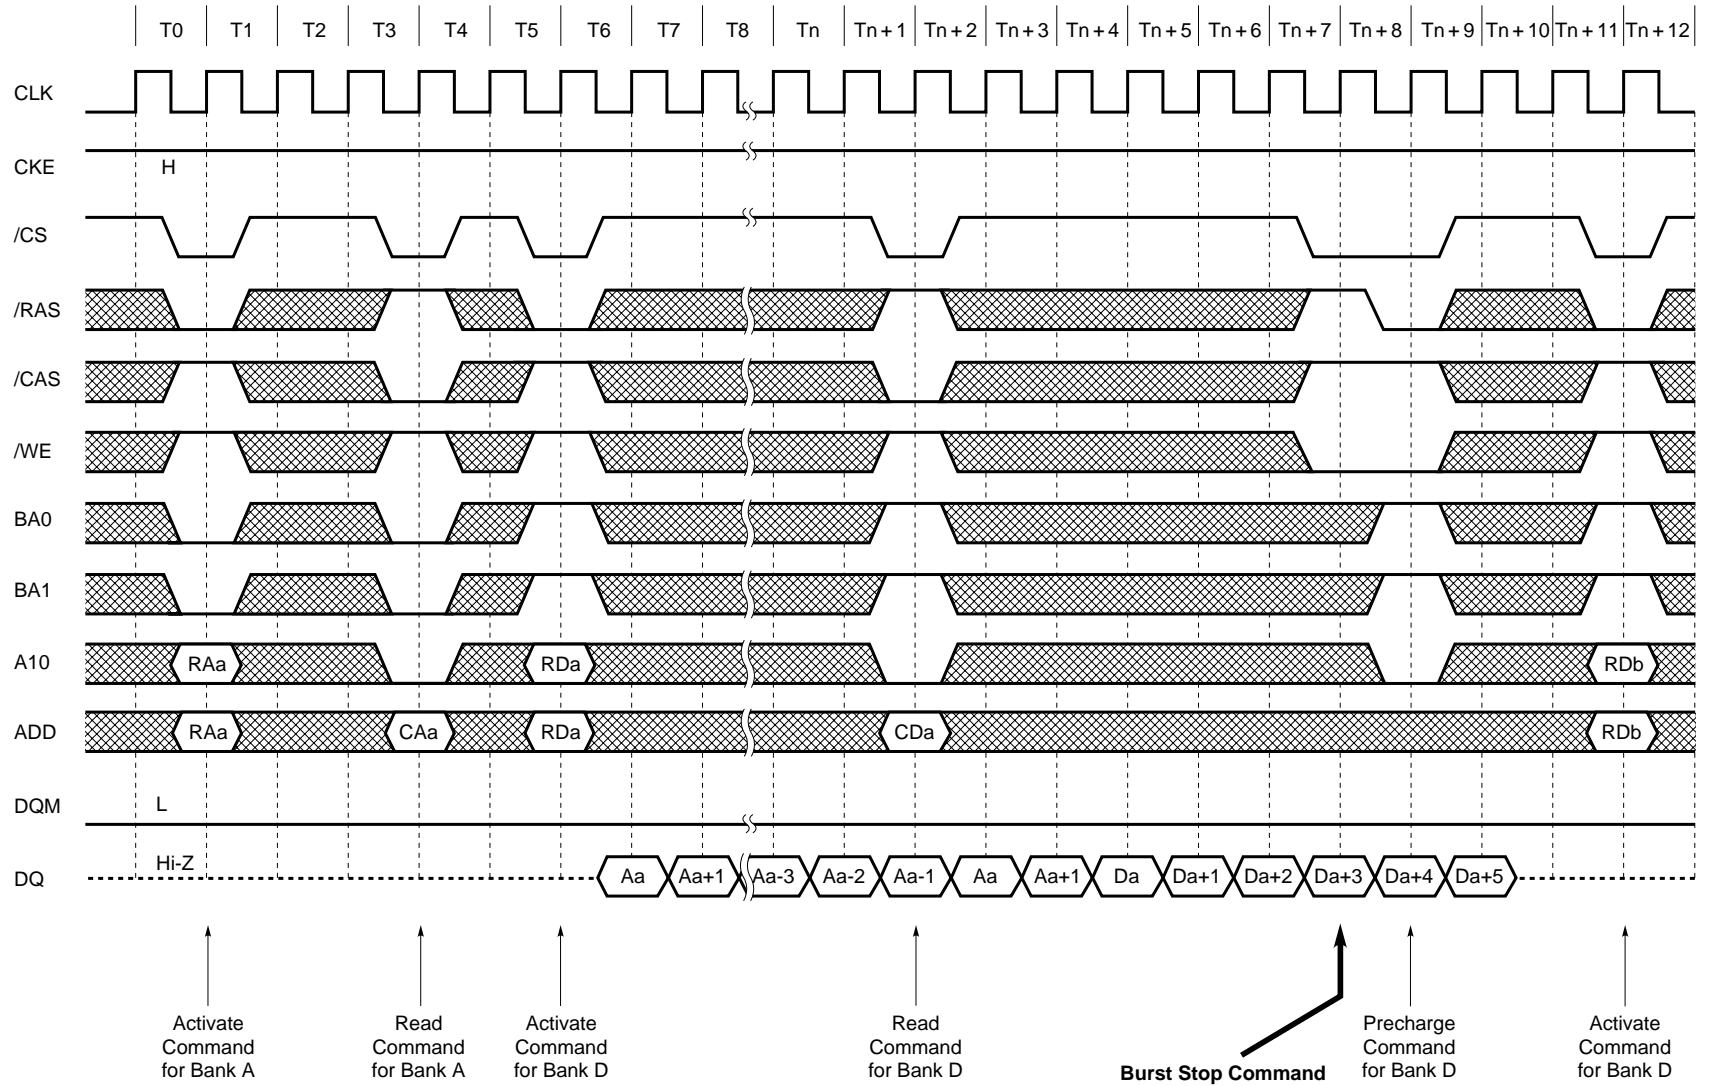 T0 T1 T2 T3 T4 T5 T6 T7 T8 Tn Tn + 1 Tn + 2 Tn + 3 Tn + 4 Tn + 5 Tn + 6 Tn + 7 Tn + 8 Tn + 9 Tn + 10 Tn + 11 Tn + 12
CLK
CKE H
/CS
/RAS
/CAS
/WE
BA0
BA1
A10 RAa RDa RDb
ADD RAa CAa RDa CDa RDb
DQM L
Hi-Z
DQ Aa Aa+1 Aa-3 Aa-2 Aa-1 Aa Aa+1 Da Da+1 Da+2 Da+3 Da+4 Da+5
Activate
Command
for Bank A
Read
Command
for Bank A
Activate
Command
for Bank D
Read
Command
for Bank D
Burst Stop Command
Precharge
Command
for Bank D
Activate
Command
for Bank D